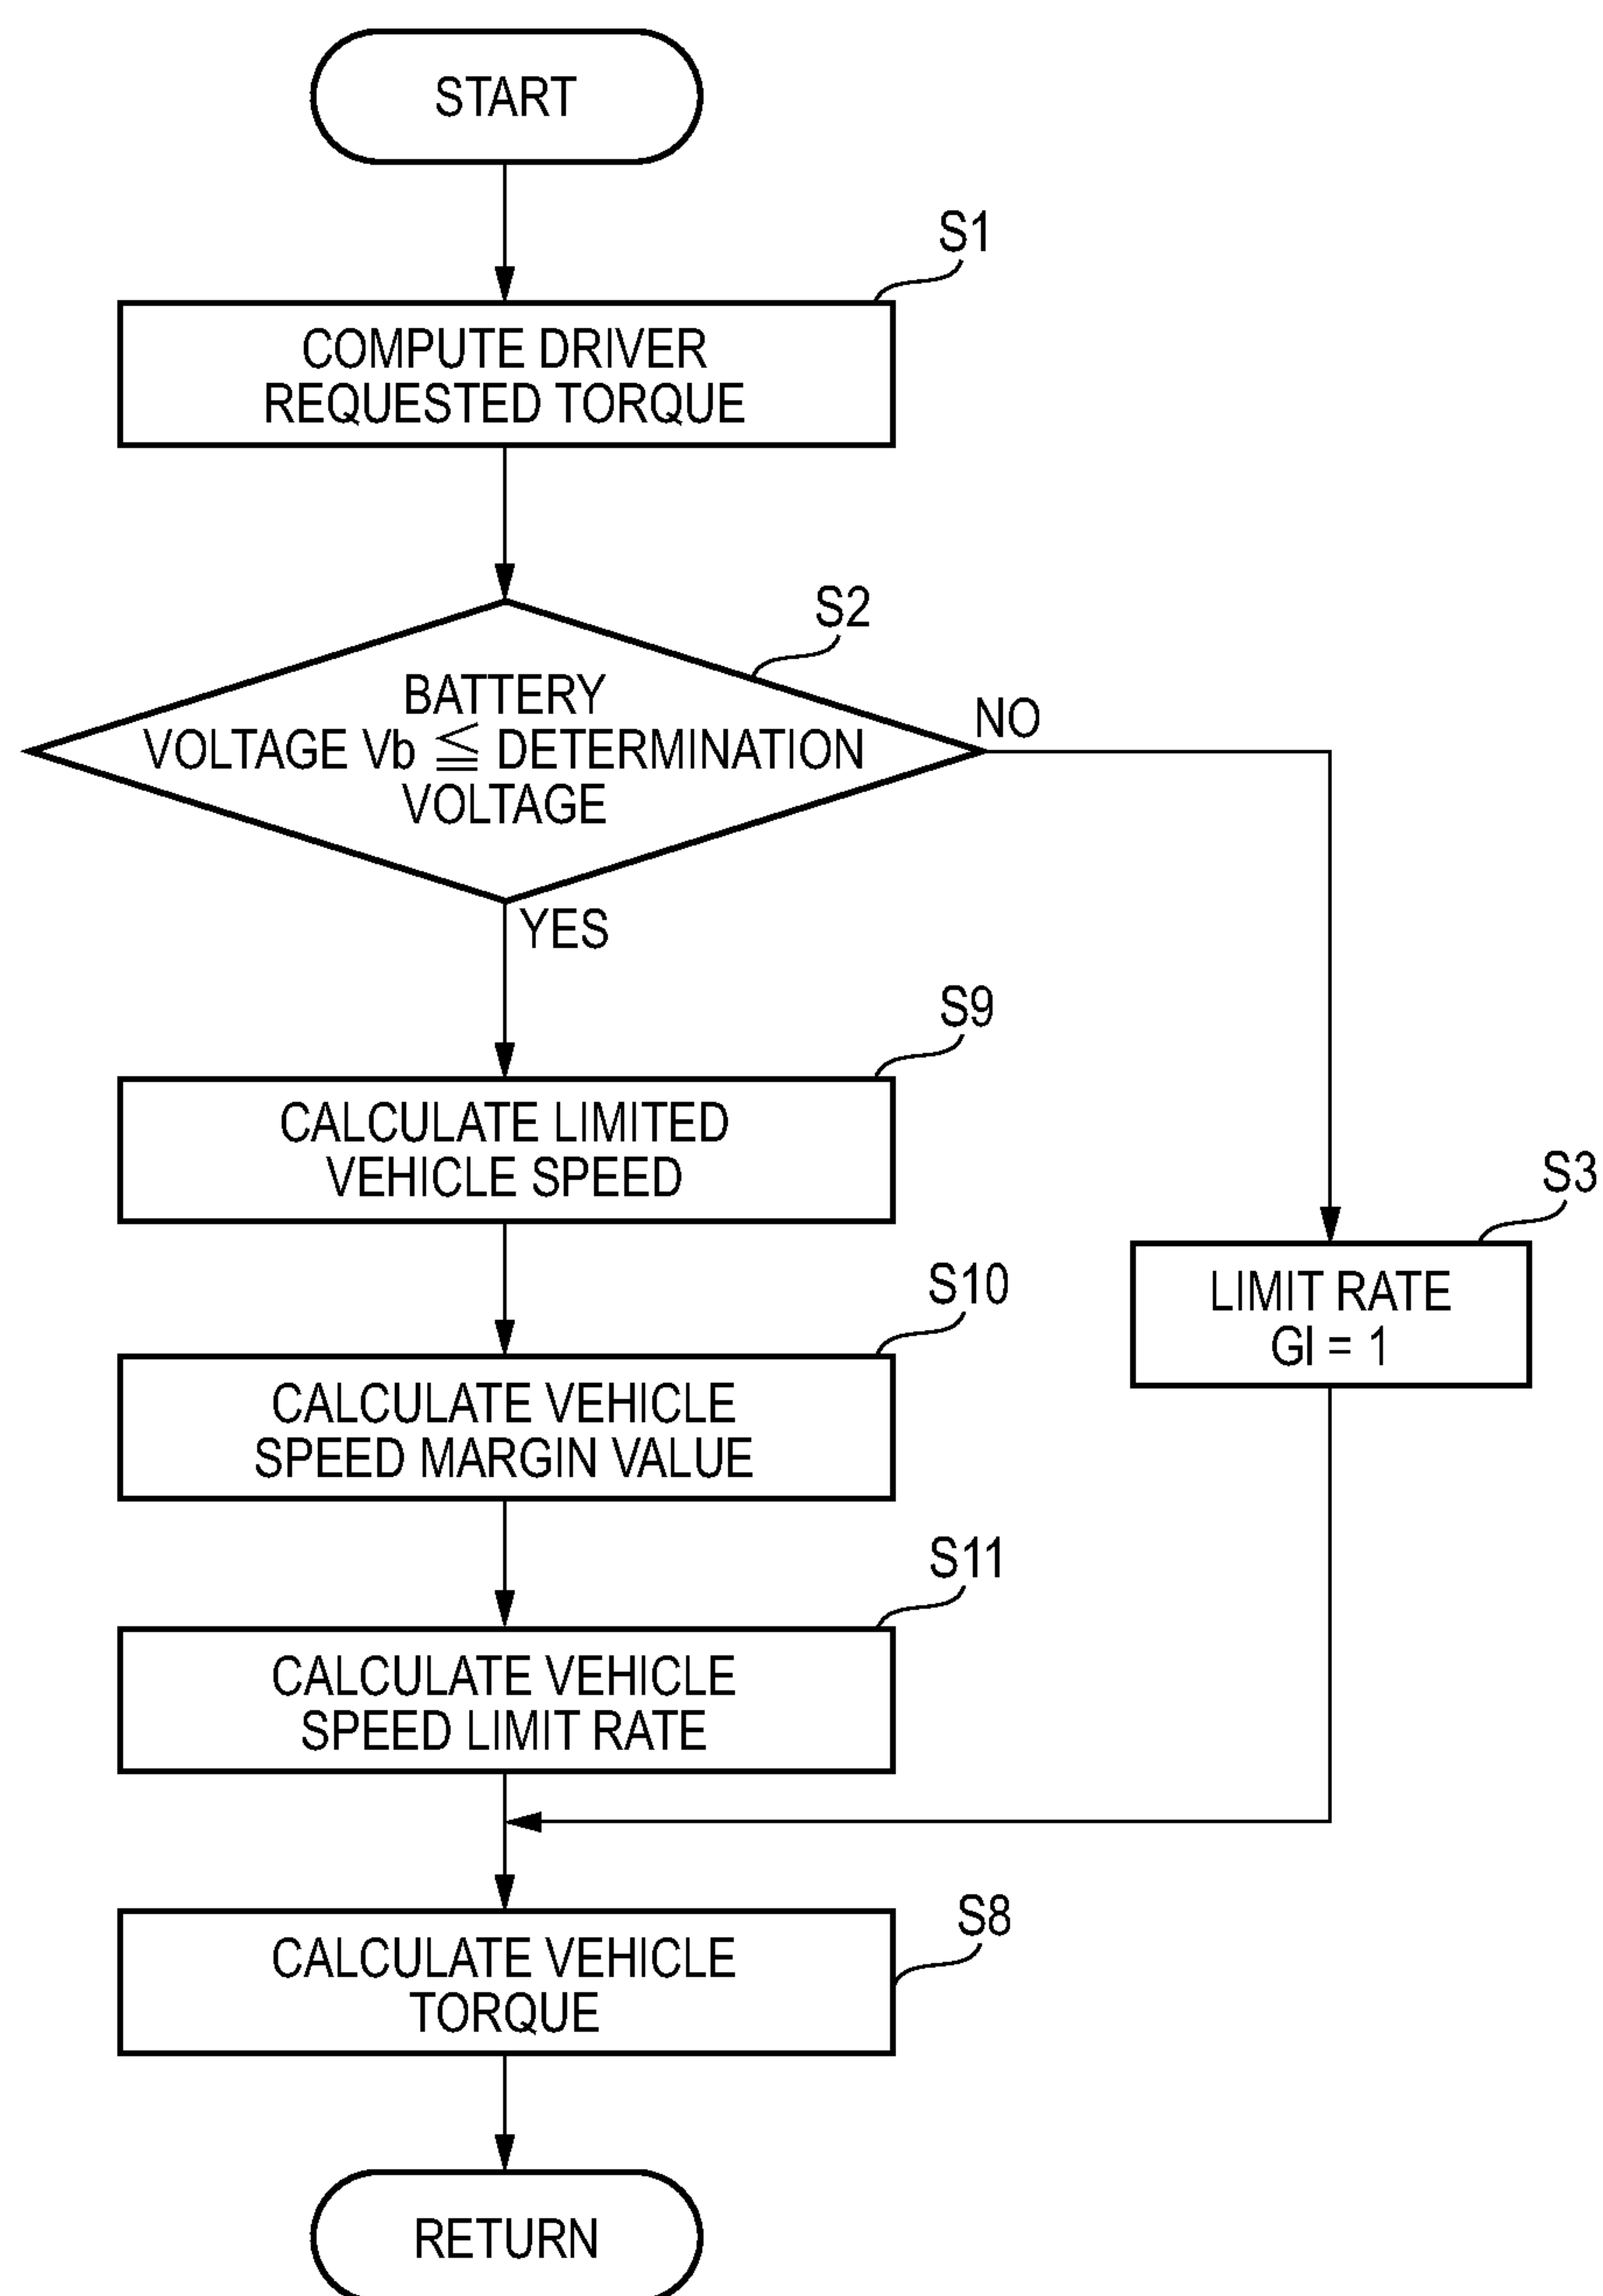 START
S1
COMPUTE DRIVER
REQUESTED TORQUE
S2
BATTERY
VOLTAGE Vb ≦ DETERMINATION
VOLTAGE
NO
YES
S9
CALCULATE LIMITED
VEHICLE SPEED
S3
LIMIT RATE
Gl = 1
S10
CALCULATE VEHICLE
SPEED MARGIN VALUE
S11
CALCULATE VEHICLE
SPEED LIMIT RATE
S8
CALCULATE VEHICLE
TORQUE
RETURN